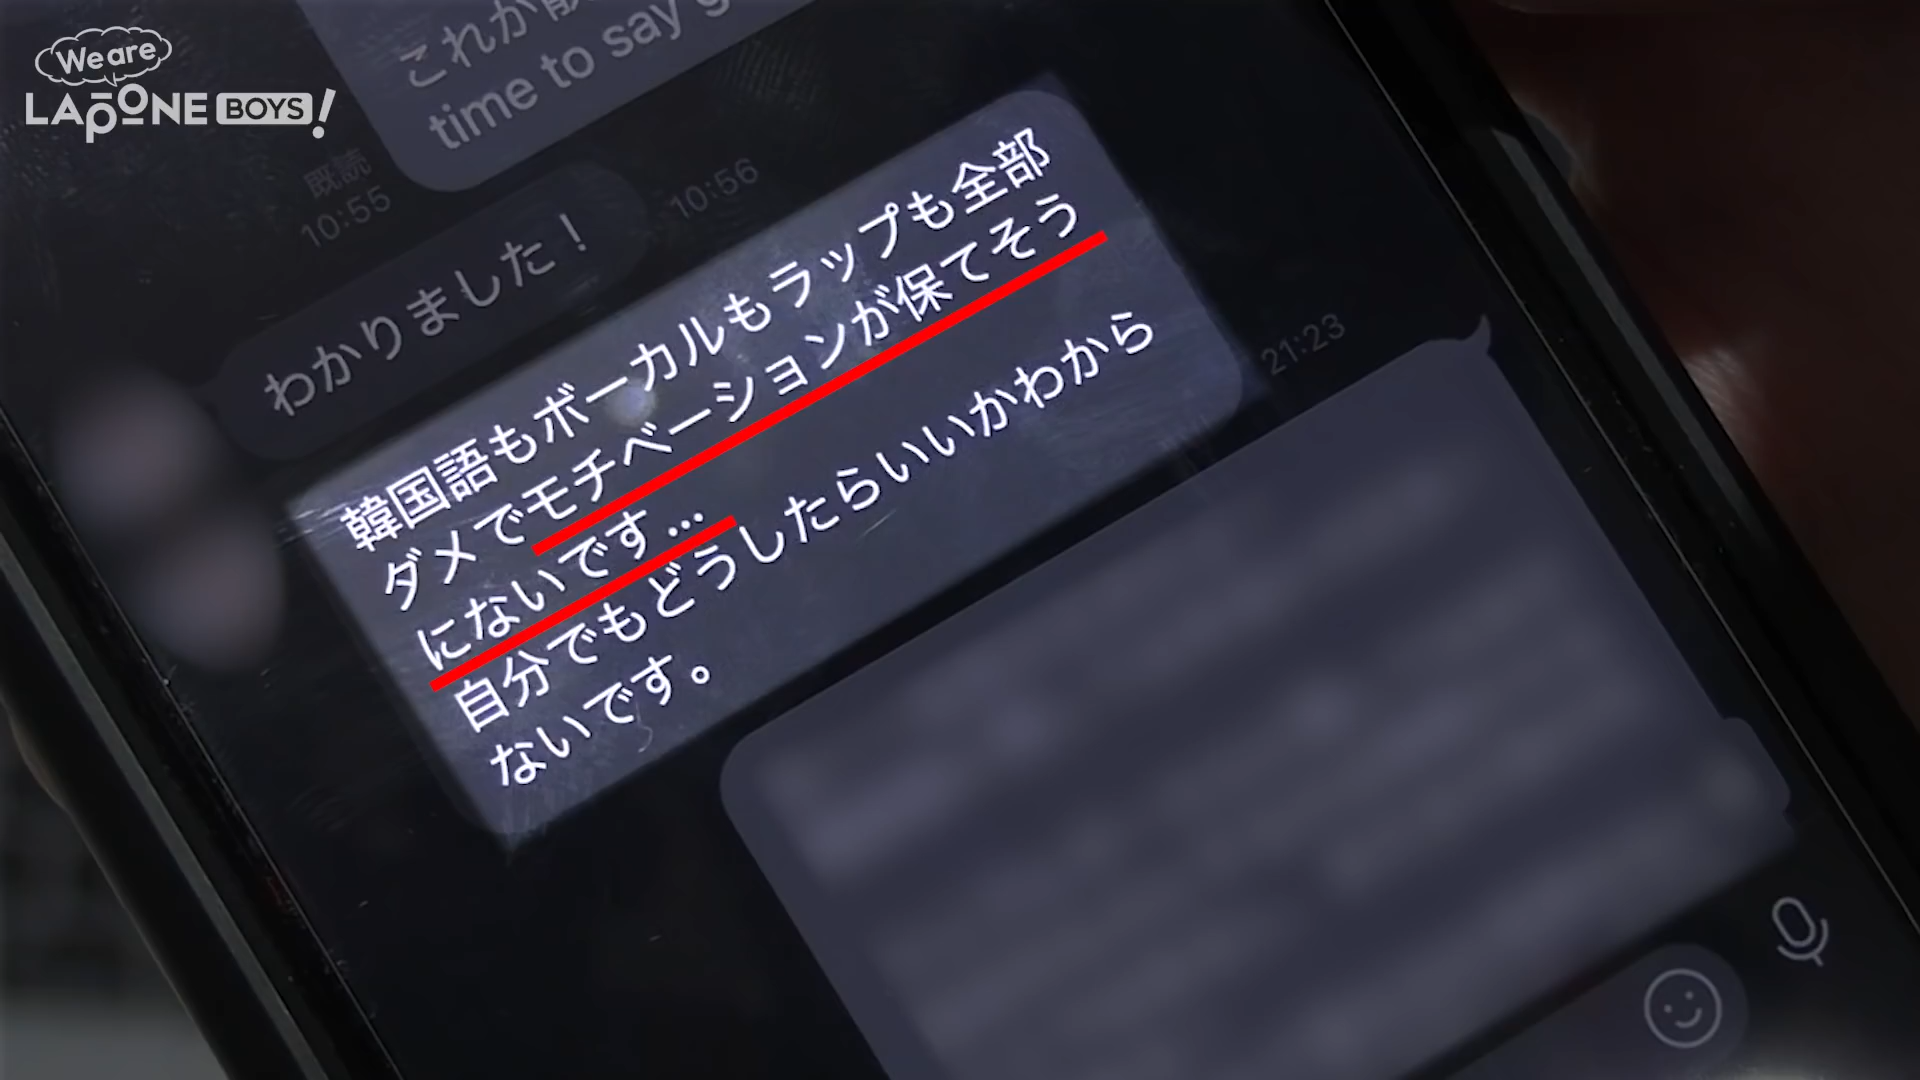 We are
LAPONE BOYS!
time to say
既読
10:55
わかりました！
10:56
韓国語もボーカルもラップも全部
ダメでモチベーションが保てそう
にないです…
自分でもどうしたらいいかわから
ないです。
21:23